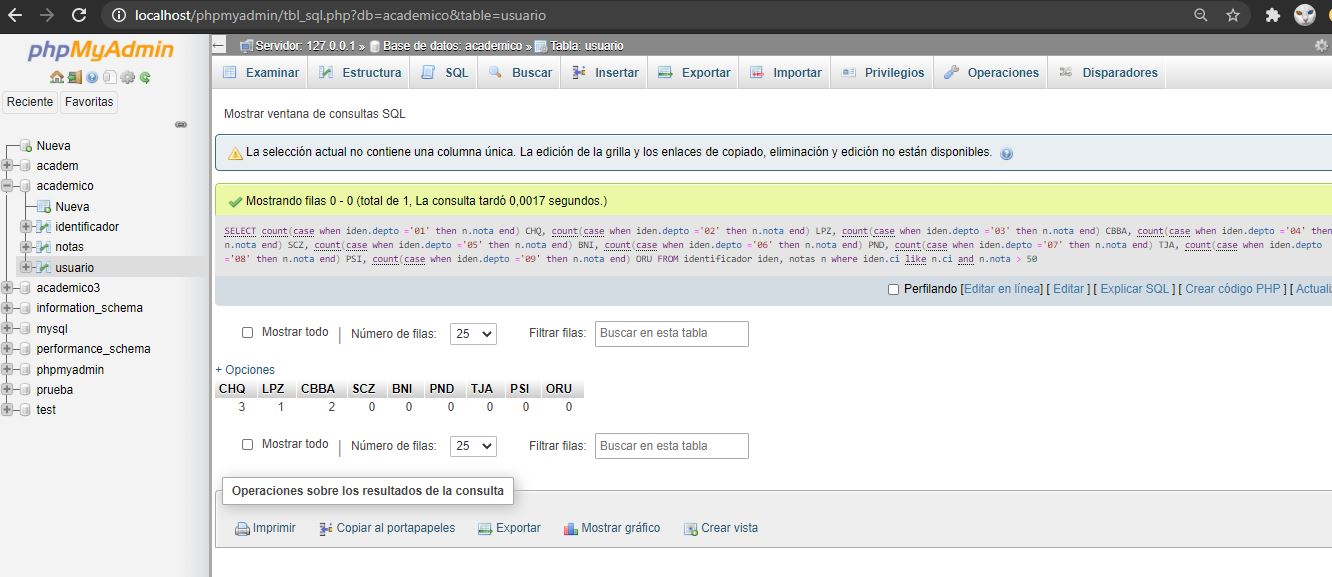 localhost/phpmyadmin/tbl_sql.php?db=academico&table=usuario
phpMyAdmin
Reciente Favoritas
Nueva
academ
academico
Nueva
identificador
notas
usuario
academico3
information_schema
mysql
performance_schema
phpmyadmin
prueba
test
Servidor: 127.0.0.1 » Base de datos: academico » Tabla: usuario
Examinar Estructura SQL Buscar Insertar Exportar Importar Privilegios Operaciones Disparadores
Mostrar ventana de consultas SQL
La selección actual no contiene una columna única. La edición de la grilla y los enlaces de copiado, eliminación y edición no están disponibles.
Mostrando filas 0 - 0 (total de 1, La consulta tardó 0,0017 segundos.)
SELECT count(case when iden.depto ='01' then n.nota end) CHQ, count(case when iden.depto ='02' then n.nota end) LPZ, count(case when iden.depto ='03' then n.nota end) CBBA, count(case when iden.depto ='04' then
n.nota end) SCZ, count(case when iden.depto ='05' then n.nota end) BNI, count(case when iden.depto ='06' then n.nota end) PND, count(case when iden.depto ='07' then n.nota end) TJA, count(case when iden.depto
='08' then n.nota end) PSI, count(case when iden.depto ='09' then n.nota end) ORU FROM identificador iden, notas n where iden.ci like n.ci and n.nota > 50
Perfilando [Editar en línea] [ Editar ] [ Explicar SQL ] [ Crear código PHP ] [ Actualiz
Mostrar todo | Número de filas: 25 Filtrar filas: Buscar en esta tabla
+ Opciones
CHQ LPZ CBBA SCZ BNI PND TJA PSI ORU
3 1 2 0 0 0 0 0 0
Mostrar todo | Número de filas: 25 Filtrar filas: Buscar en esta tabla
Operaciones sobre los resultados de la consulta
Imprimir Copiar al portapapeles Exportar Mostrar gráfico Crear vista